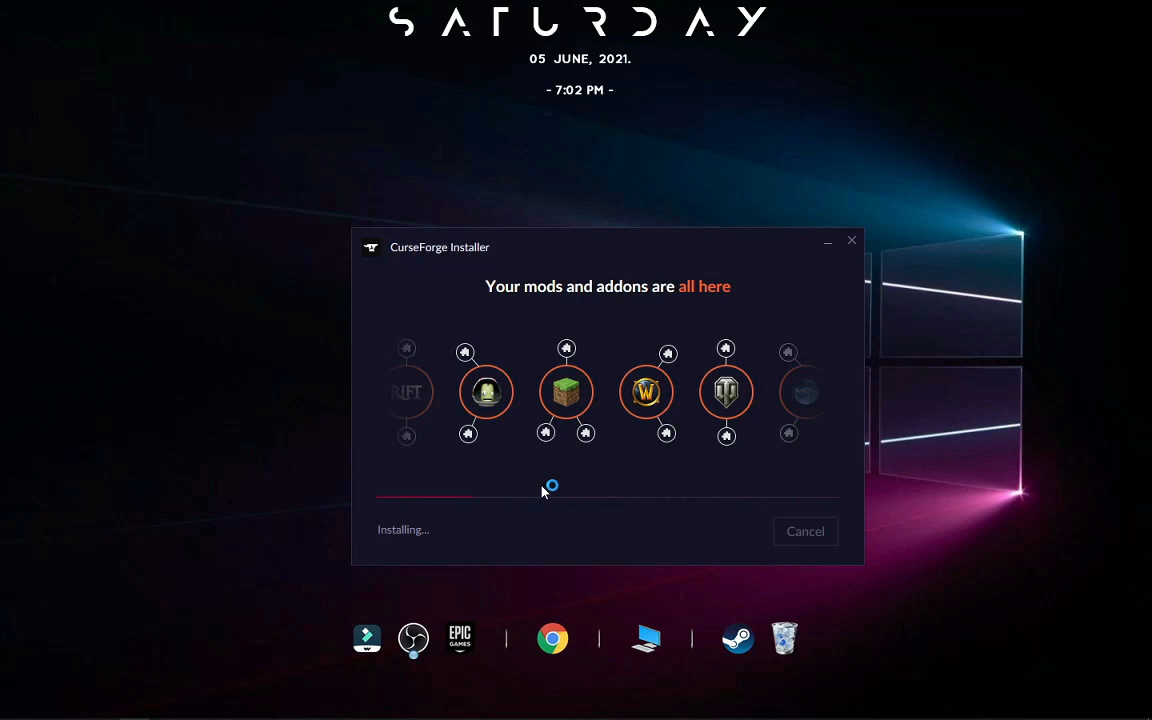 SATURDAY
05 JUNE, 2021.
- 7:02 PM -
CurseForge Installer
Your mods and addons are all here
RIFT
W
Installing...
Cancel
EPIC
GAMES